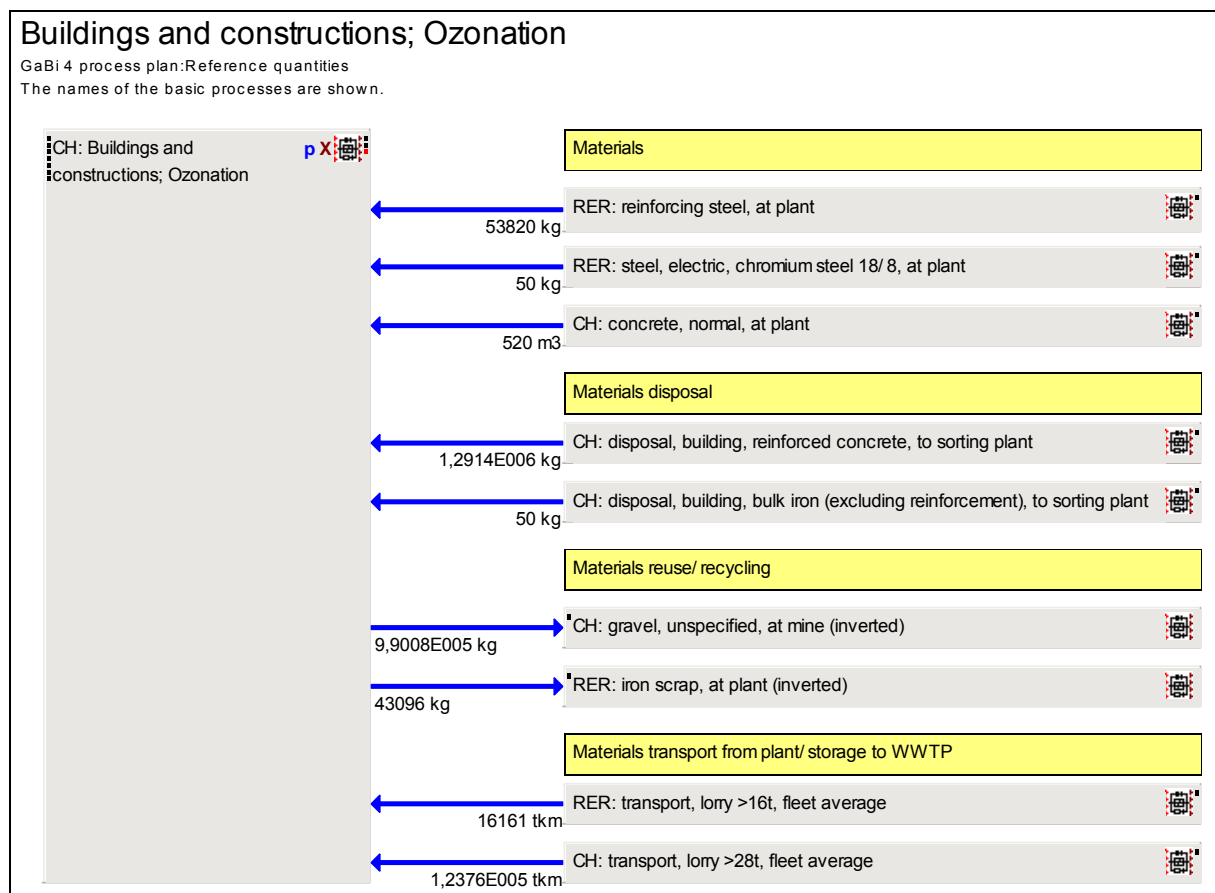 Buildings and constructions; Ozonation
GaBi 4 process plan:Reference quantities
The names of the basic processes are shown.
CH: Buildings and
constructions; Ozonation
p X
Materials
RER: reinforcing steel, at plant
53820 kg
RER: steel, electric, chromium steel 18/ 8, at plant
50 kg
CH: concrete, normal, at plant
520 m3
Materials disposal
CH: disposal, building, reinforced concrete, to sorting plant
1,2914E006 kg
CH: disposal, building, bulk iron (excluding reinforcement), to sorting plant
50 kg
Materials reuse/ recycling
CH: gravel, unspecified, at mine (inverted)
9,9008E005 kg
RER: iron scrap, at plant (inverted)
43096 kg
Materials transport from plant/ storage to WWTP
RER: transport, lorry >16t, fleet average
16161 tkm
CH: transport, lorry >28t, fleet average
1,2376E005 tkm